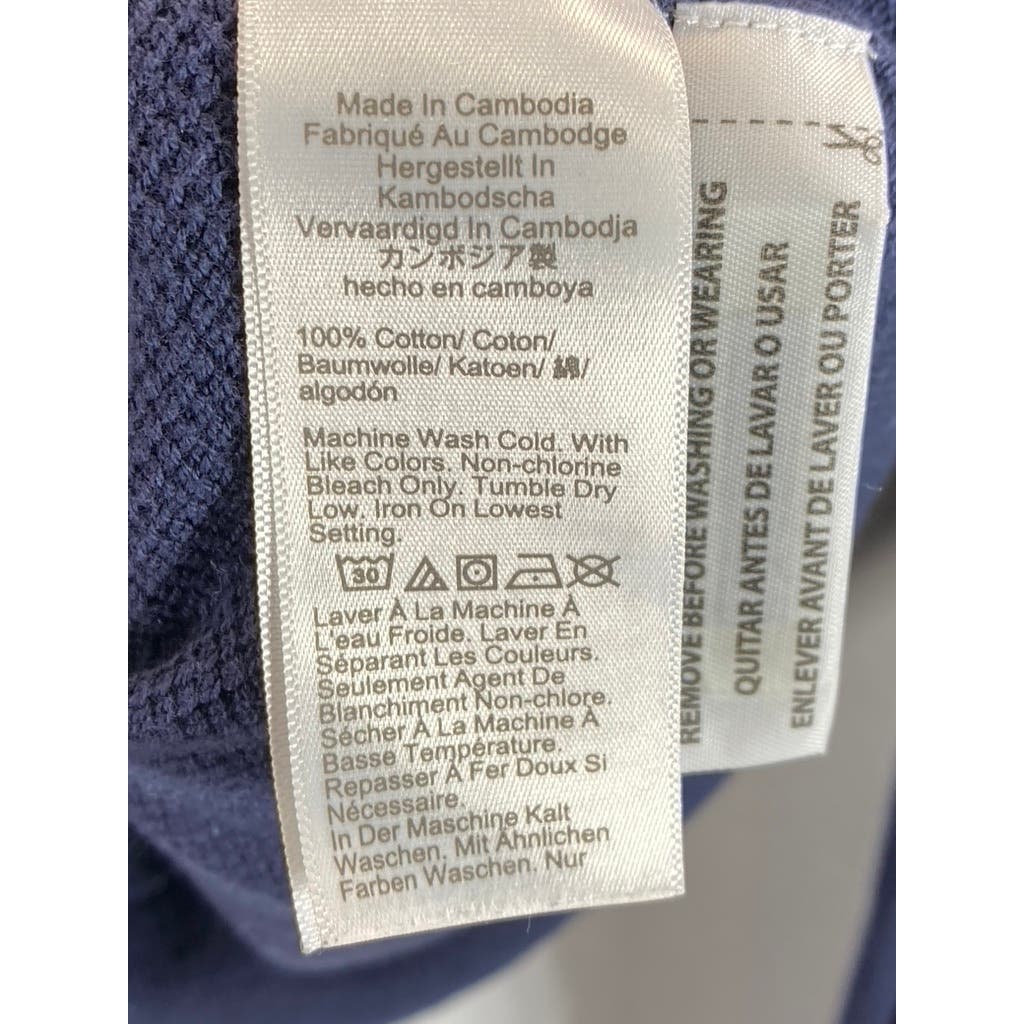 Made In Cambodia
Fabriqué Au Cambodge
Hergestellt In
Kambodscha
Vervaardigd In Cambodja
カンボジア製
hecho en camboya
100% Cotton/ Coton/
Baumwolle/ Katoen/ 綿/
algodón
Machine Wash Cold. With
Like Colors. Non-chlorine
Bleach Only. Tumble Dry
Low. Iron On Lowest
Setting.
30
Laver À La Machine À
L'eau Froide. Laver En
Séparant Les Couleurs.
Seulement Agent De
Blanchiment Non-chlore.
Sécher À La Machine À
Basse Température.
Repasser À Fer Doux Si
Nécessaire.
In Der Maschine Kalt
Waschen. Mit Ähnlichen
Farben Waschen. Nur
REMOVE BEFORE WASHING OR WEARING
QUITAR ANTES DE LAVAR O USAR
ENLEVER AVANT DE LAVER OU PORTER